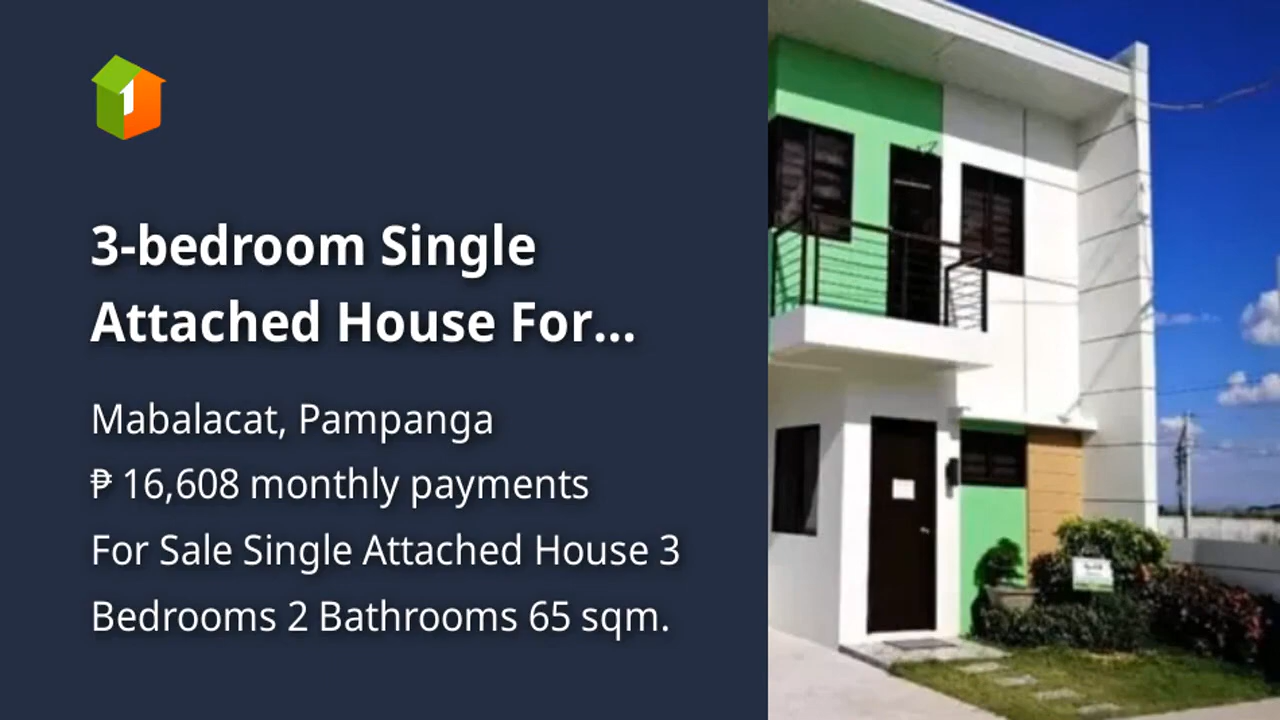 3-bedroom Single
Attached House For...
Mabalacat, Pampanga
₱ 16,608 monthly payments
For Sale Single Attached House 3
Bedrooms 2 Bathrooms 65 sqm.